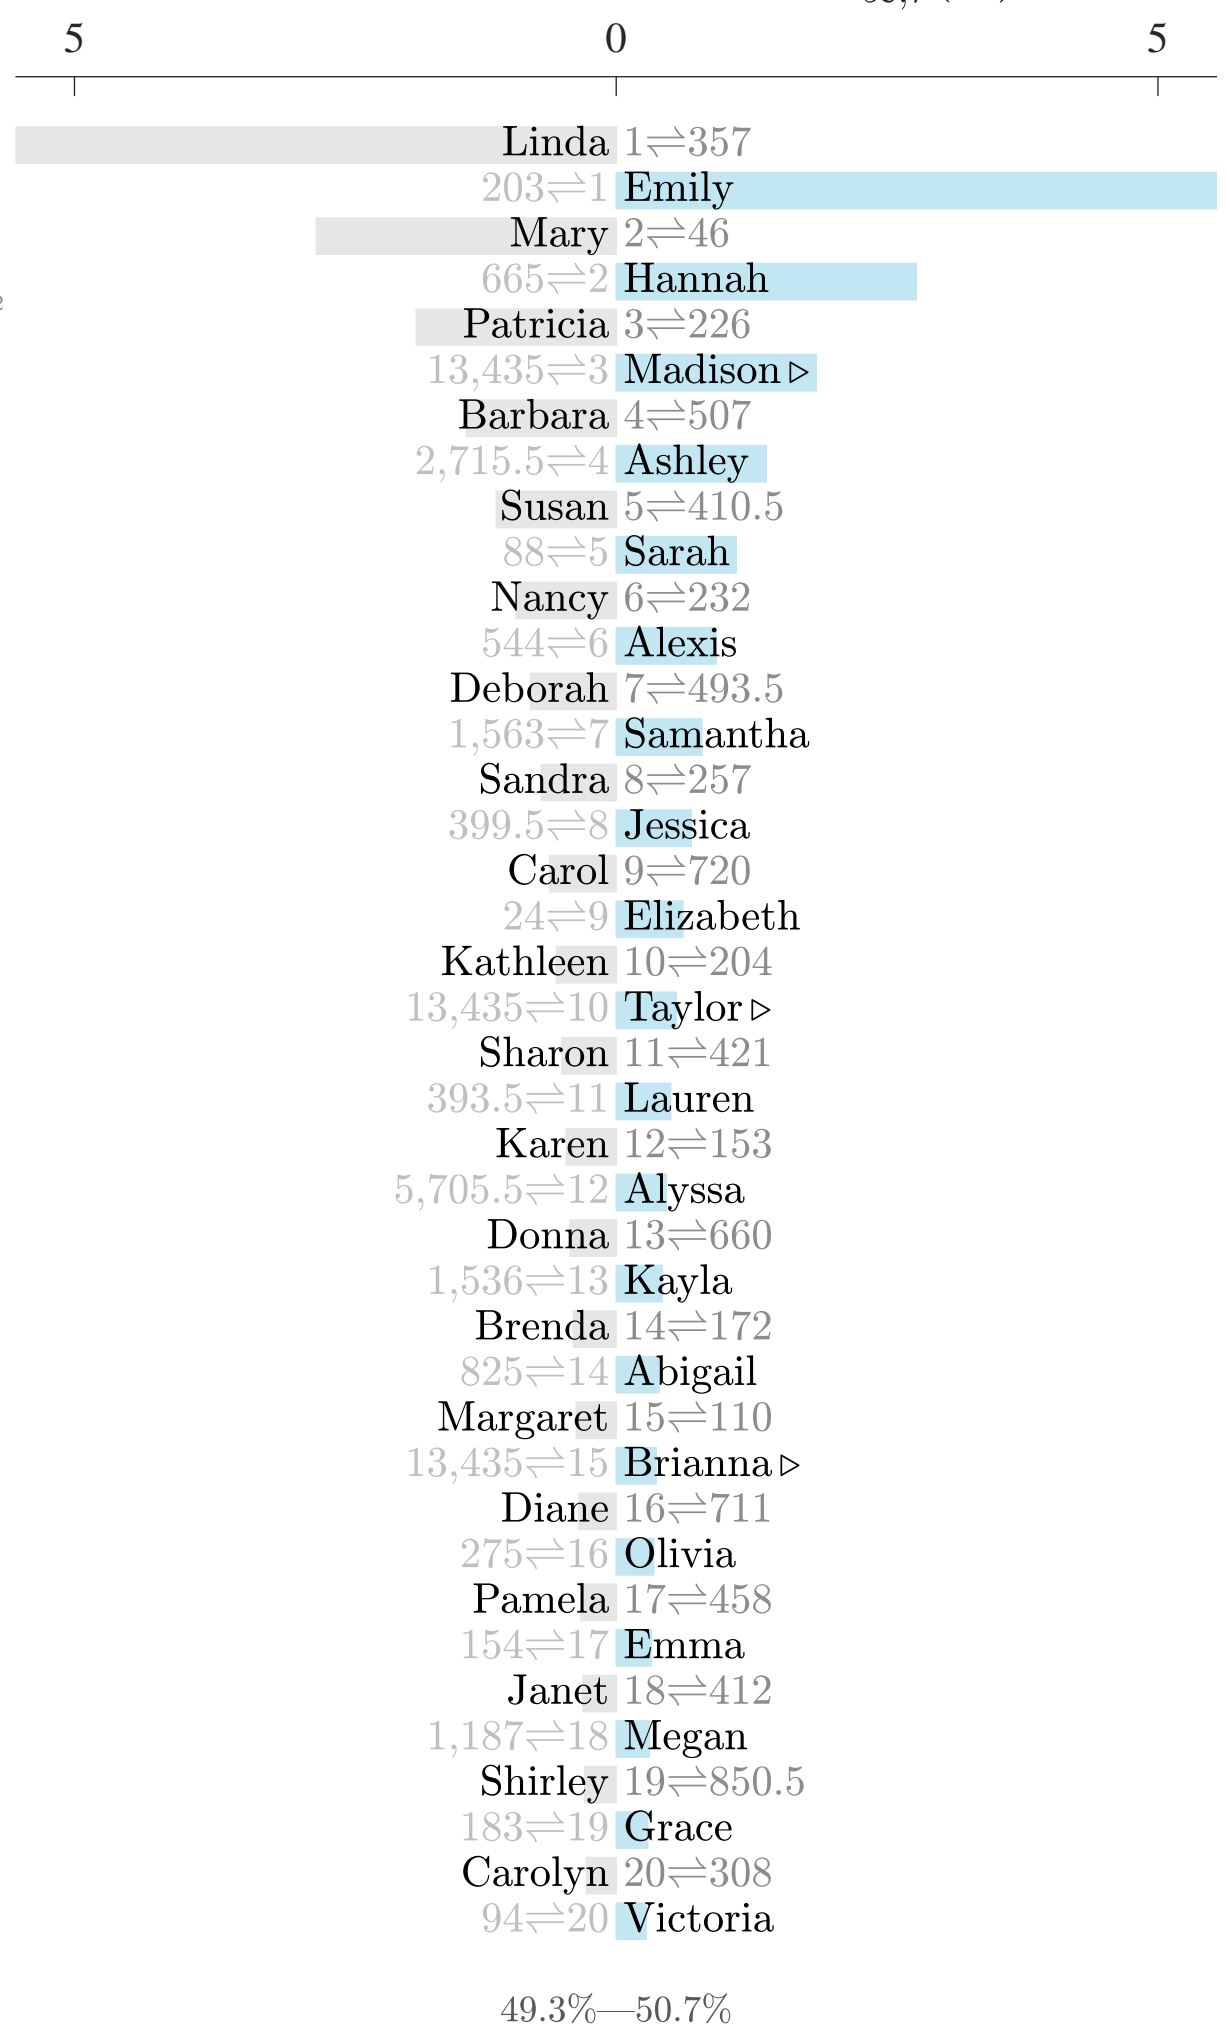 5 0 5
Linda 1⇌357
203⇌1 Emily
Mary 2⇌46
665⇌2 Hannah
2
Patricia 3⇌226
13,435⇌3 Madison ▷
Barbara 4⇌507
2,715.5⇌4 Ashley
Susan 5⇌410.5
88⇌5 Sarah
Nancy 6⇌232
544⇌6 Alexis
Deborah 7⇌493.5
1,563⇌7 Samantha
Sandra 8⇌257
399.5⇌8 Jessica
Carol 9⇌720
24⇌9 Elizabeth
Kathleen 10⇌204
13,435⇌10 Taylor ▷
Sharon 11⇌421
393.5⇌11 Lauren
Karen 12⇌153
5,705.5⇌12 Alyssa
Donna 13⇌660
1,536⇌13 Kayla
Brenda 14⇌172
825⇌14 Abigail
Margaret 15⇌110
13,435⇌15 Brianna ▷
Diane 16⇌711
275⇌16 Olivia
Pamela 17⇌458
154⇌17 Emma
Janet 18⇌412
1,187⇌18 Megan
Shirley 19⇌850.5
183⇌19 Grace
Carolyn 20⇌308
94⇌20 Victoria
49.3%—50.7%